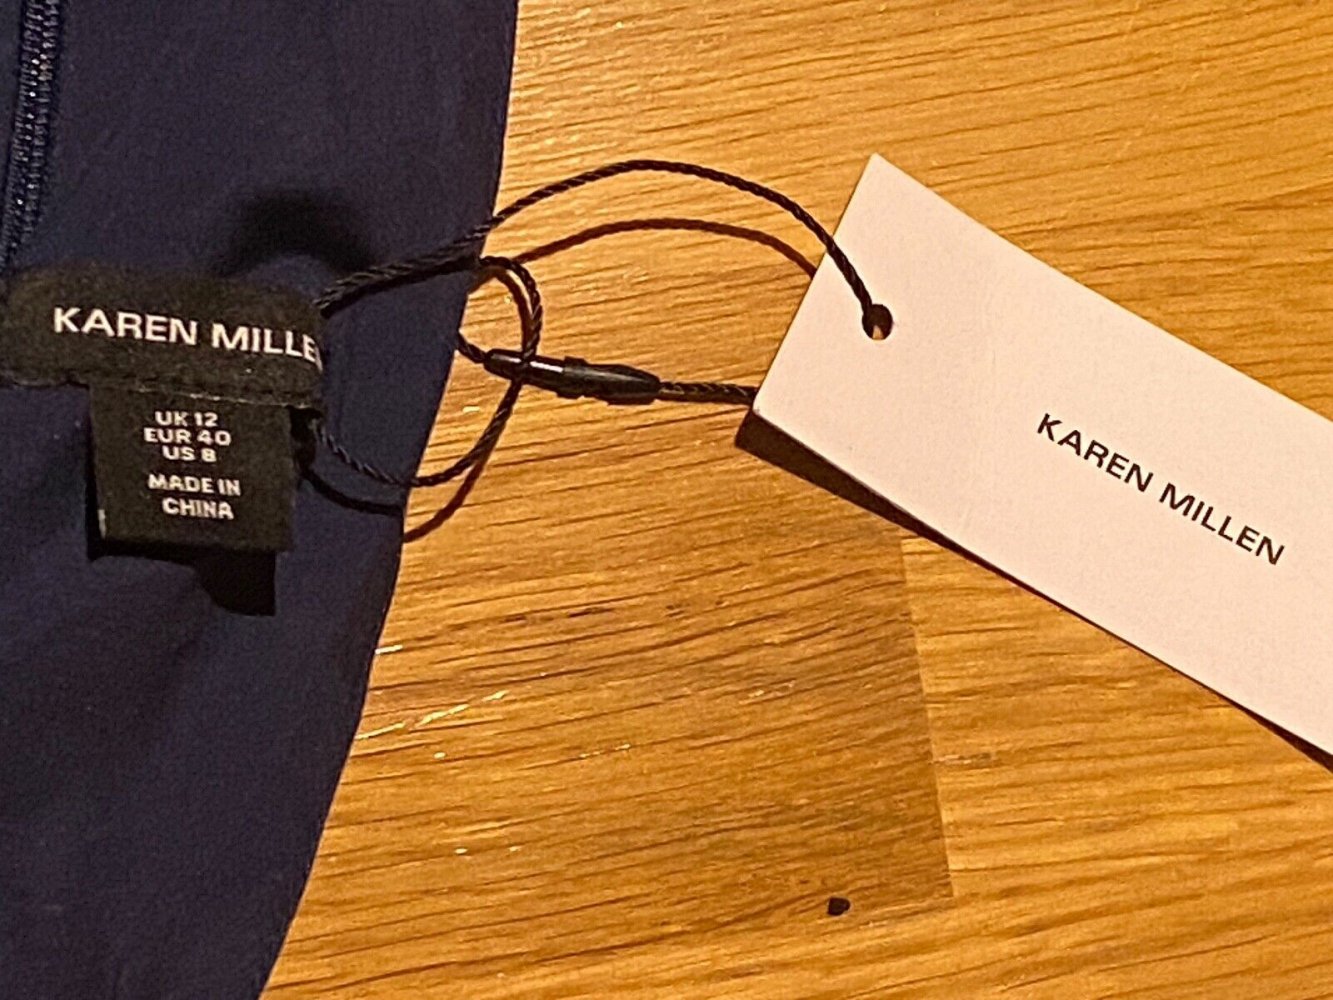 KAREN MILLEN
UK 12
EUR 40
US 8
MADE IN
CHINA
KAREN MILLEN